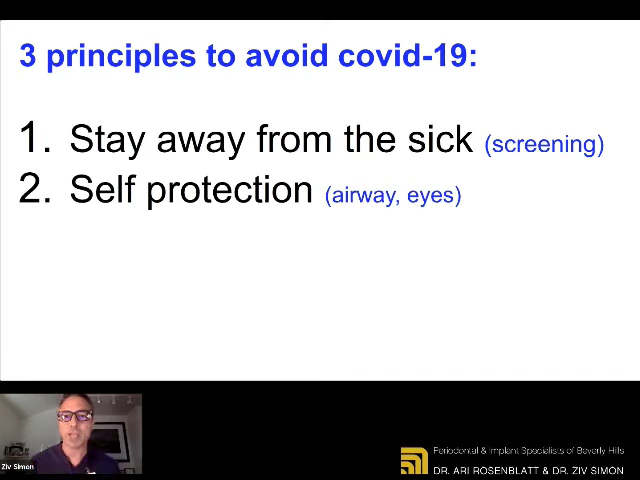 3 principles to avoid covid-19:
1. Stay away from the sick (screening)
2. Self protection (airway, eyes)
Ziv Simon
Periodontal & Implant Specialists of Beverly Hills
DR. ARI ROSENBLATT & DR. ZIV SIMON